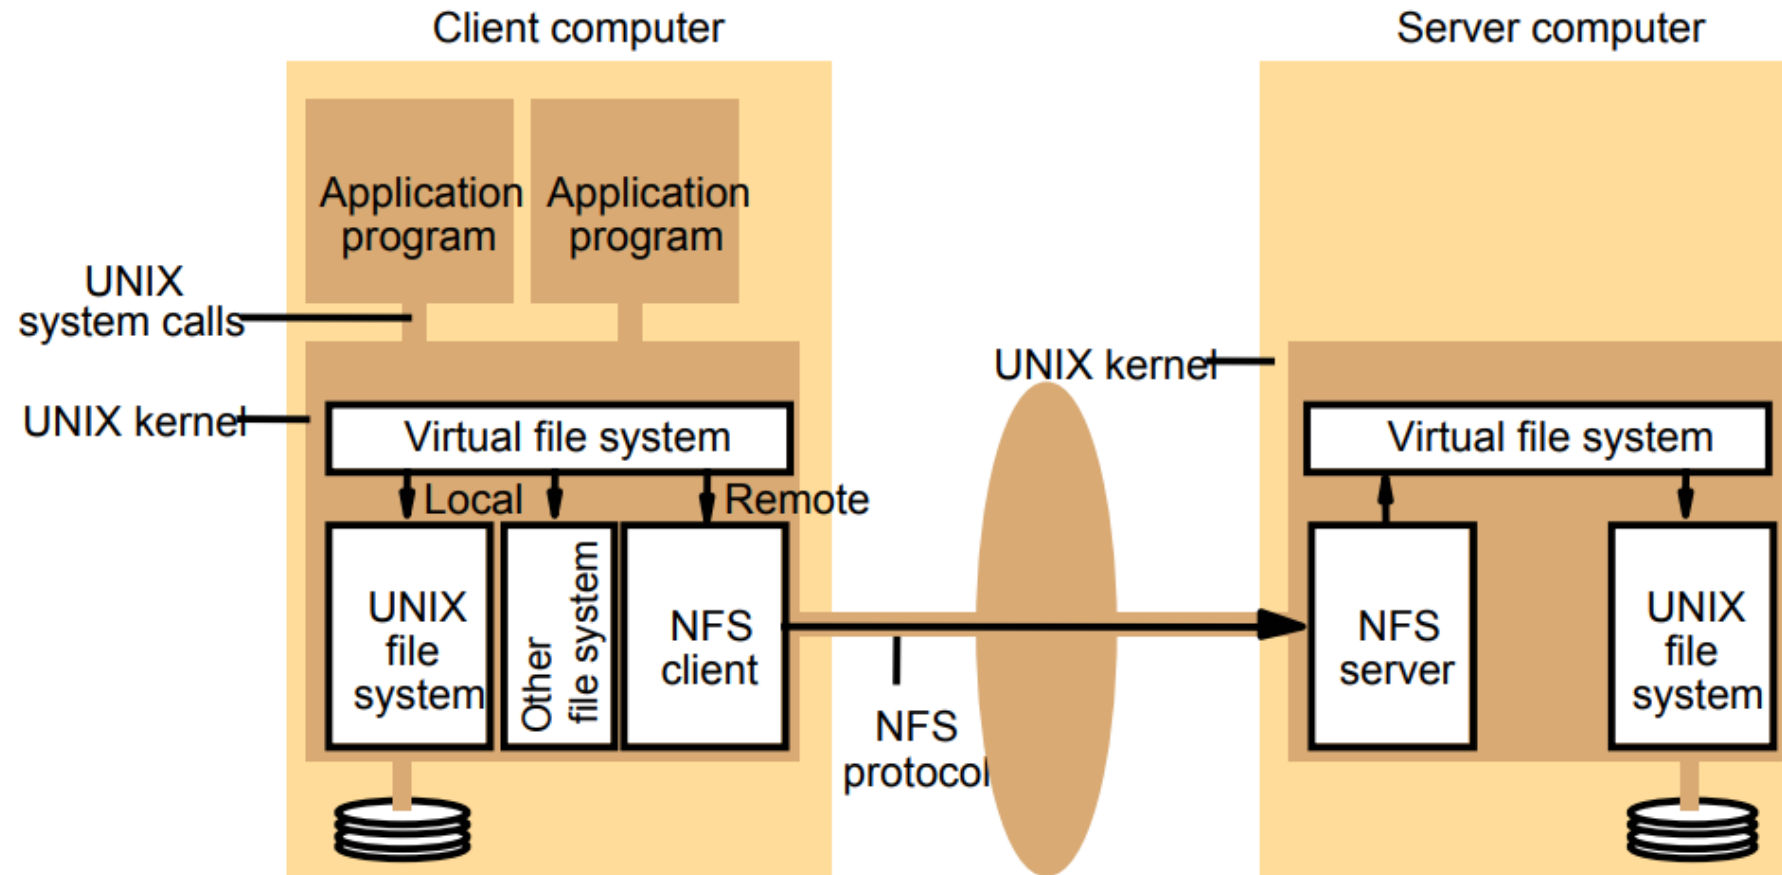 Client computer
Server computer
Application
program
Application
program
UNIX
system calls
UNIX kernel
UNIX kernel
Virtual file system
Virtual file system
Local
Remote
UNIX
file
system
Other
file system
NFS
client
NFS
server
UNIX
file
system
NFS
protocol